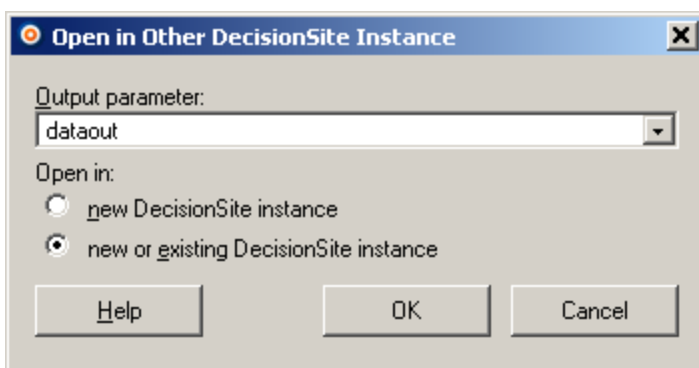 Open in Other DecisionSite Instance
Output parameter:
dataout
Open in:
new DecisionSite instance
new or existing DecisionSite instance
Help OK Cancel